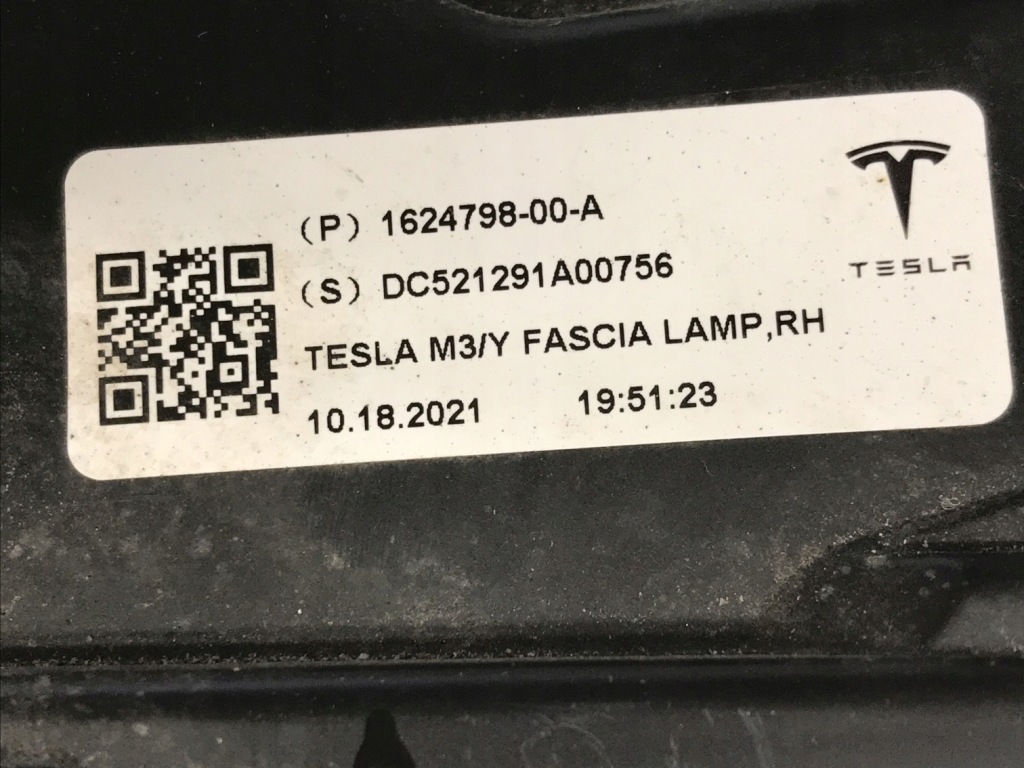 (P) 1624798-00-A
(S) DC521291A00756
TESLA M3/Y FASCIA LAMP,RH
10.18.2021 19:51:23
TESLA